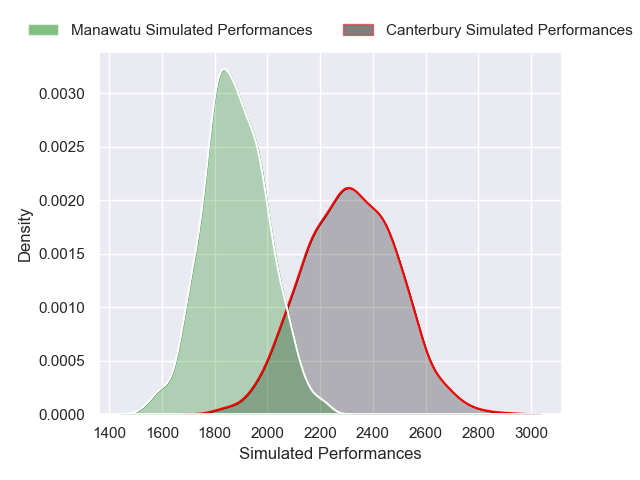 Manawatu Simulated Performances Canterbury Simulated Performances
0.0030
0.0025
0.0020
0.0015
0.0010
0.0005
0.0000
Density
1400 1600 1800 2000 2200 2400 2600 2800 3000
Simulated Performances